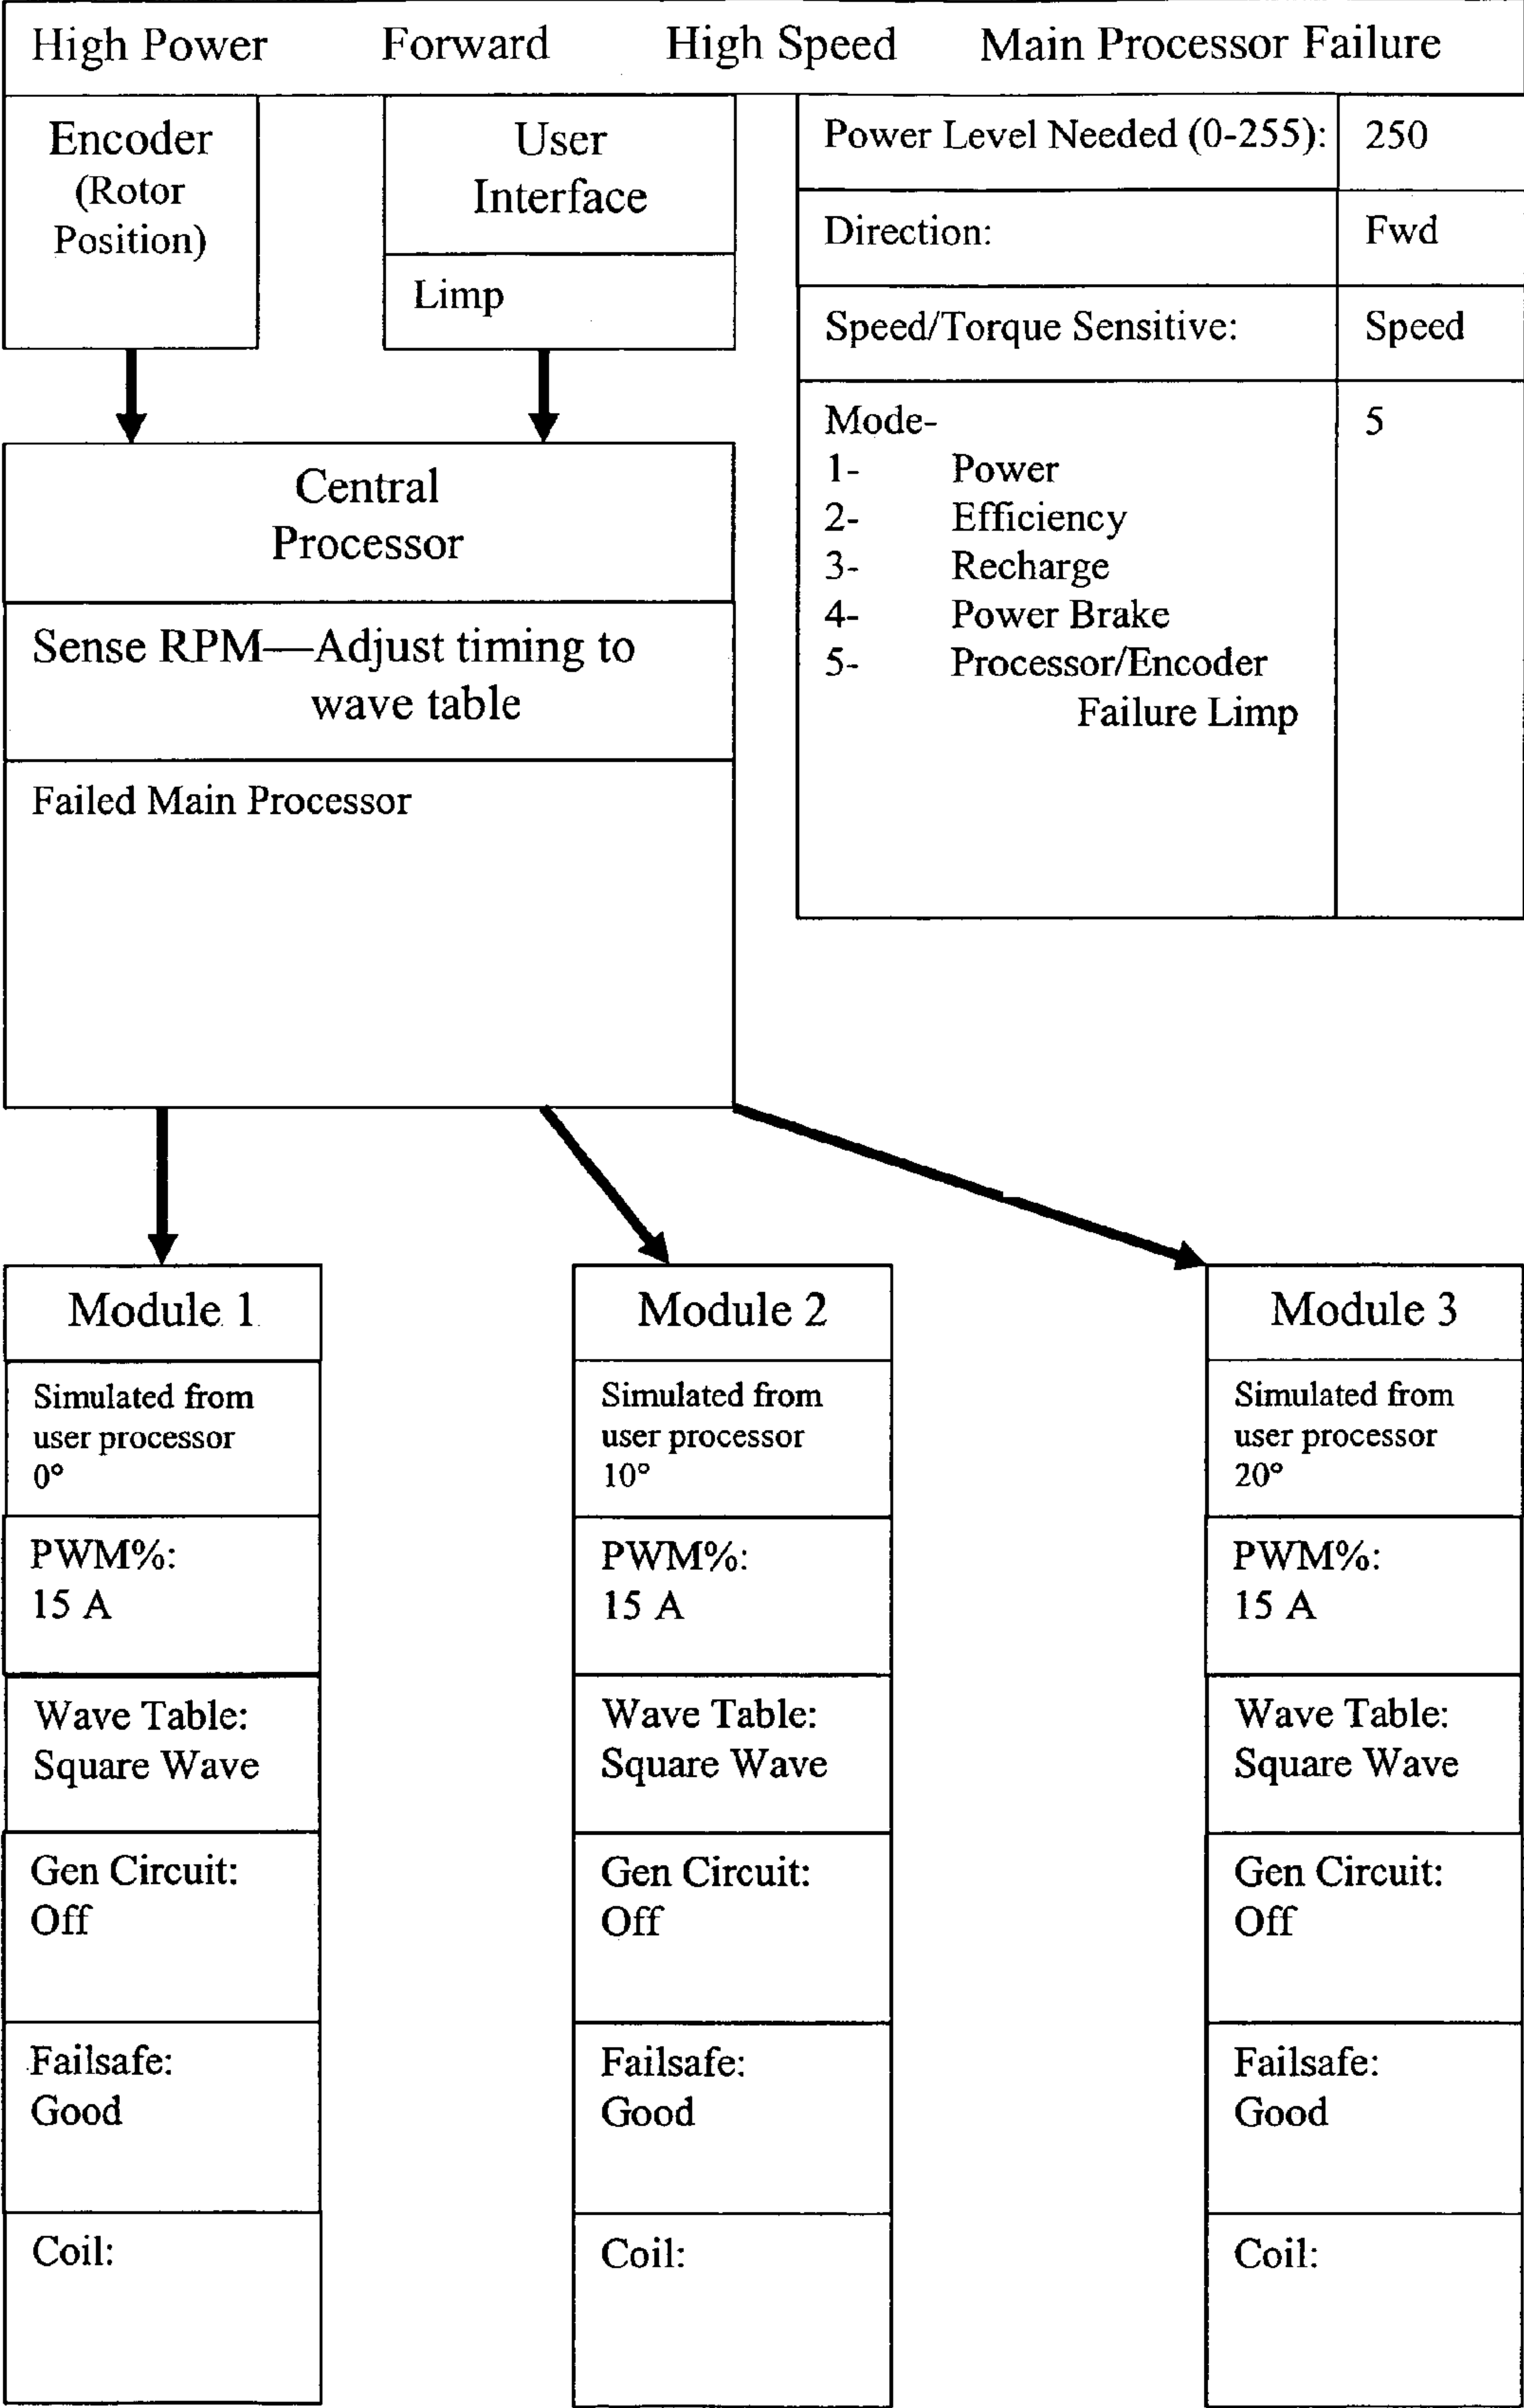 High Power Forward High Speed Main Processor Failure
Encoder
(Rotor
Position)
User
Interface
Limp
Power Level Needed (0-255): 250
Direction: Fwd
Speed/Torque Sensitive: Speed
Mode- 5
1- Power
2- Efficiency
3- Recharge
4- Power Brake
5- Processor/Encoder
Failure Limp
Central
Processor
Sense RPM—Adjust timing to
wave table
Failed Main Processor
Module 1
Simulated from
user processor
0°
PWM%:
15 A
Wave Table:
Square Wave
Gen Circuit:
Off
Failsafe:
Good
Coil:
Module 2
Simulated from
user processor
10°
PWM%:
15 A
Wave Table:
Square Wave
Gen Circuit:
Off
Failsafe:
Good
Coil:
Module 3
Simulated from
user processor
20°
PWM%:
15 A
Wave Table:
Square Wave
Gen Circuit:
Off
Failsafe:
Good
Coil: